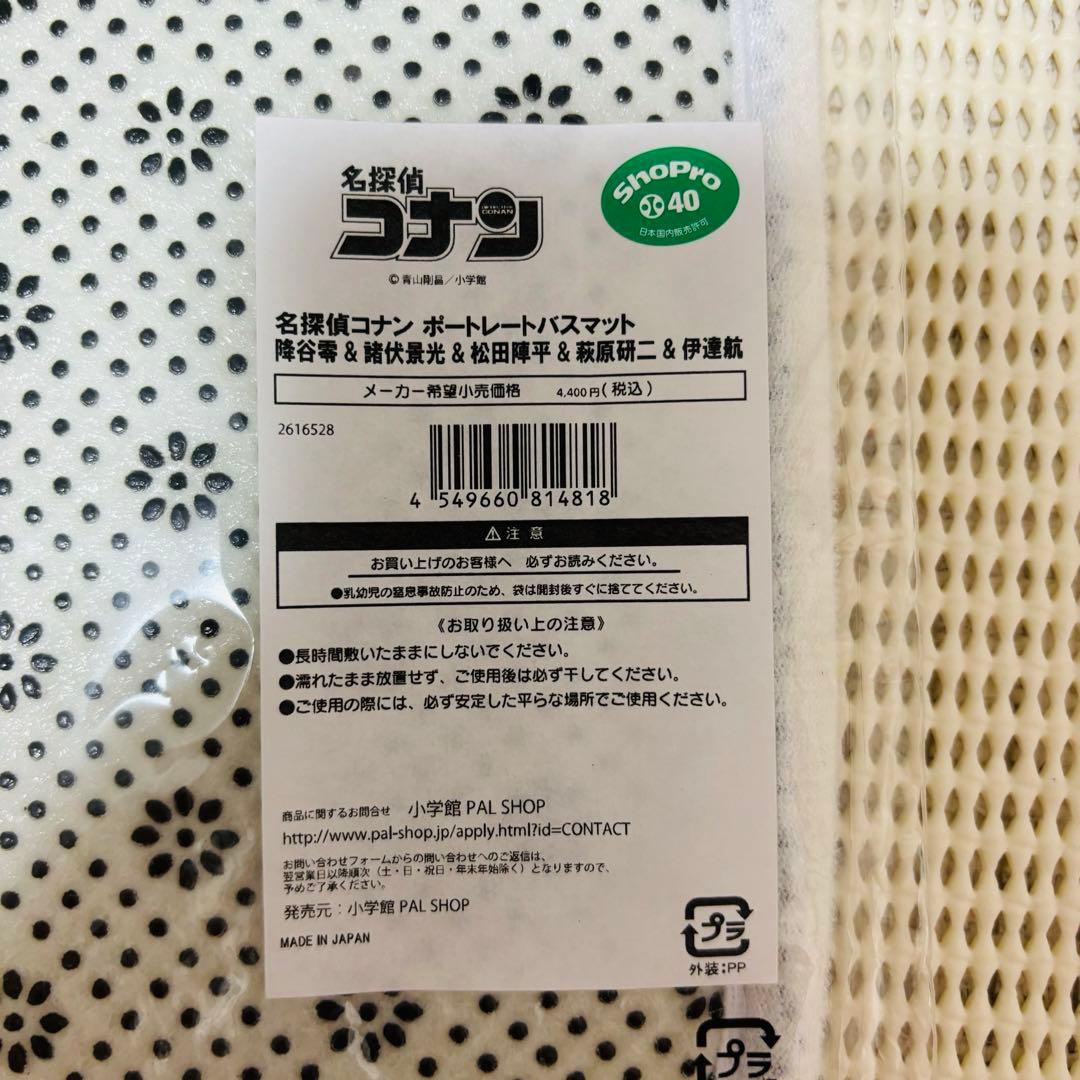 名探偵
コナン
CONAN
© 青山剛昌／小学館
ShoPro
40
日本国内販売許可
名探偵コナン ポートレートバスマット
降谷零 & 諸伏景光 & 松田陣平 & 萩原研二 & 伊達航
メーカー希望小売価格 4,400円(税込)
2616528
4 549660 814818
⚠注 意
お買い上げのお客様へ 必ずお読みください。
●乳幼児の窒息事故防止のため、袋は開封後すぐに捨ててください。
《お取り扱い上の注意》
●長時間敷いたままにしないでください。
●濡れたまま放置せず、ご使用後は必ず干してください。
●ご使用の際には、必ず安定した平らな場所でご使用ください。
商品に関するお問合せ 小学館 PAL SHOP
http://www.pal-shop.jp/apply.html?id=CONTACT
お問い合わせフォームからの問い合わせへのご返信は、
翌営業日以降順次（土・日・祝日・年末年始除く）となりますので、
予めご了承ください。
発売元：小学館 PAL SHOP
MADE IN JAPAN
プラ
外装：PP
プラ